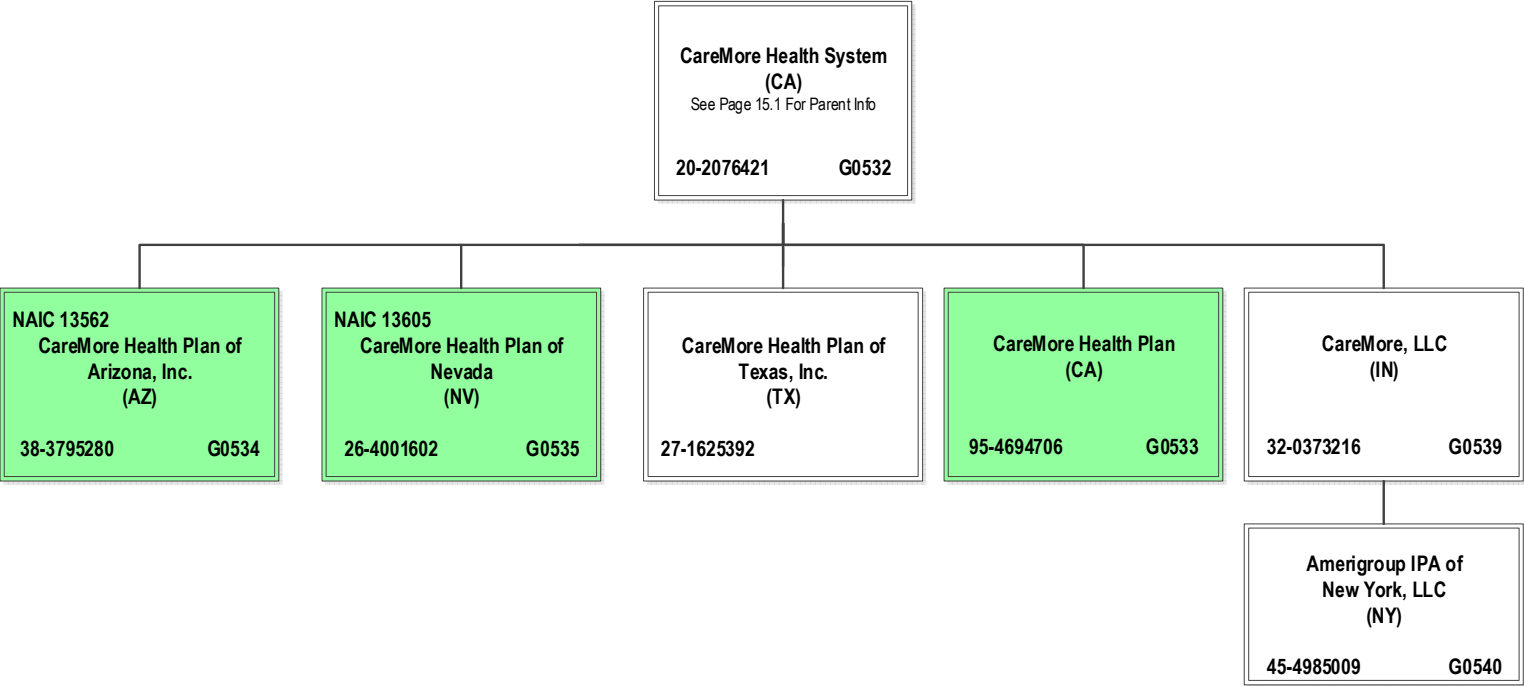 CareMore Health System
(CA)
See Page 15.1 For Parent Info
20-2076421 G0532
NAIC 13562
CareMore Health Plan of
Arizona, Inc.
(AZ)
38-3795280 G0534
NAIC 13605
CareMore Health Plan of
Nevada
(NV)
26-4001602 G0535
CareMore Health Plan of
Texas, Inc.
(TX)
27-1625392
CareMore Health Plan
(CA)
95-4694706 G0533
CareMore, LLC
(IN)
32-0373216 G0539
Amerigroup IPA of
New York, LLC
(NY)
45-4985009 G0540